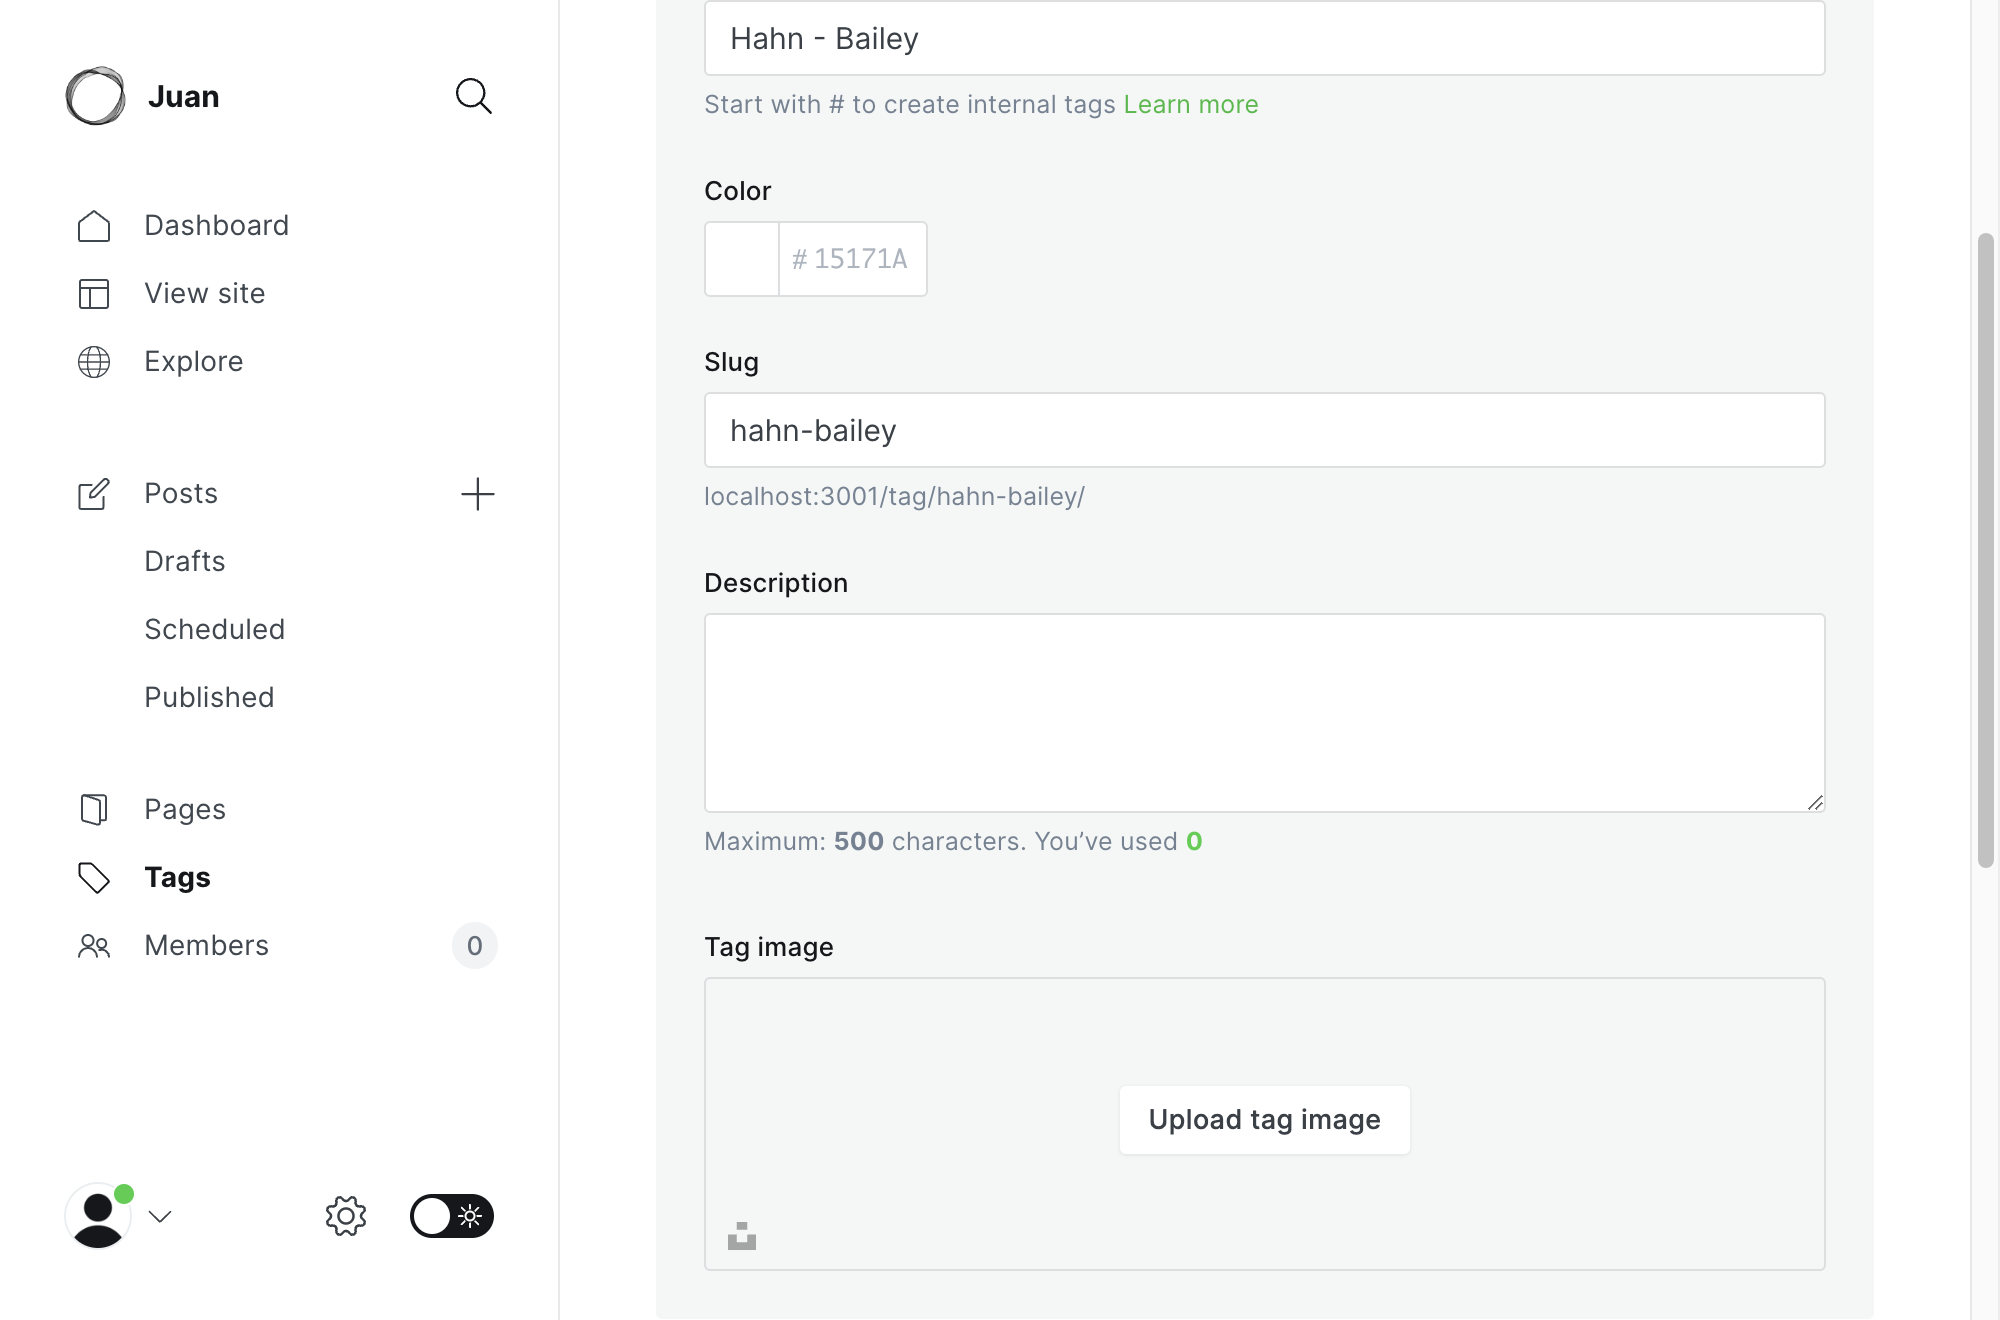 Juan
Dashboard
View site
Explore
Posts
Drafts
Scheduled
Published
Pages
Tags
Members
0
Hahn - Bailey
Start with # to create internal tags Learn more
Color
# 15171A
Slug
hahn-bailey
localhost:3001/tag/hahn-bailey/
Description
Maximum: 500 characters. You’ve used 0
Tag image
Upload tag image